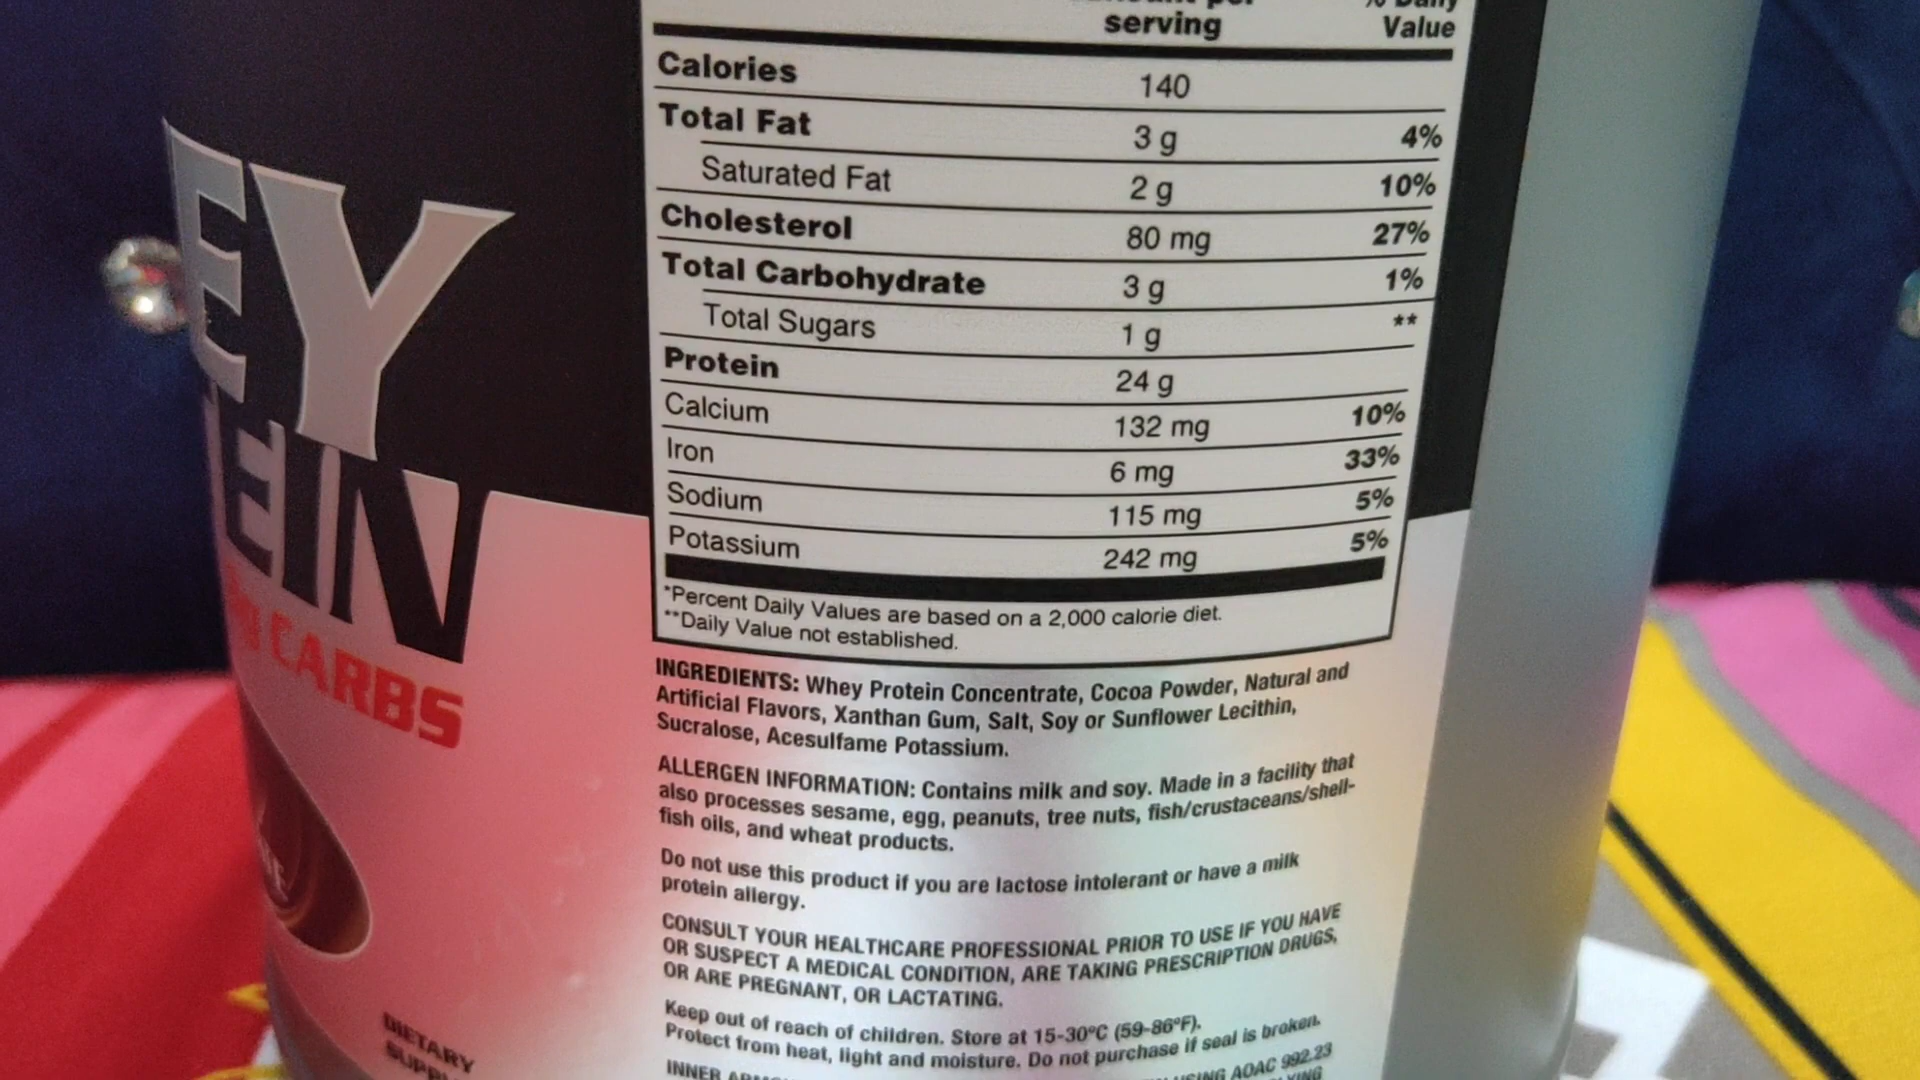 serving
Value
Calories 140
Total Fat 3 g 4%
Saturated Fat 2 g 10%
Cholesterol 80 mg 27%
Total Carbohydrate 3 g 1%
Total Sugars 1 g **
Protein 24 g
Calcium 132 mg 10%
Iron 6 mg 33%
Sodium 115 mg 5%
Potassium 242 mg 5%
*Percent Daily Values are based on a 2,000 calorie diet.
**Daily Value not established.
INGREDIENTS: Whey Protein Concentrate, Cocoa Powder, Natural and
Artificial Flavors, Xanthan Gum, Salt, Soy or Sunflower Lecithin,
Sucralose, Acesulfame Potassium.
ALLERGEN INFORMATION: Contains milk and soy. Made in a facility that
also processes sesame, egg, peanuts, tree nuts, fish/crustaceans/shell-
fish oils, and wheat products.
Do not use this product if you are lactose intolerant or have a milk
protein allergy.
CONSULT YOUR HEALTHCARE PROFESSIONAL PRIOR TO USE IF YOU HAVE
OR SUSPECT A MEDICAL CONDITION, ARE TAKING PRESCRIPTION DRUGS,
OR ARE PREGNANT, OR LACTATING.
Keep out of reach of children. Store at 15-30°C (59-86°F).
Protect from heat, light and moisture. Do not purchase if seal is broken.
INNER
AOAC 992.23
EY
EIN
CARBS
DIETARY